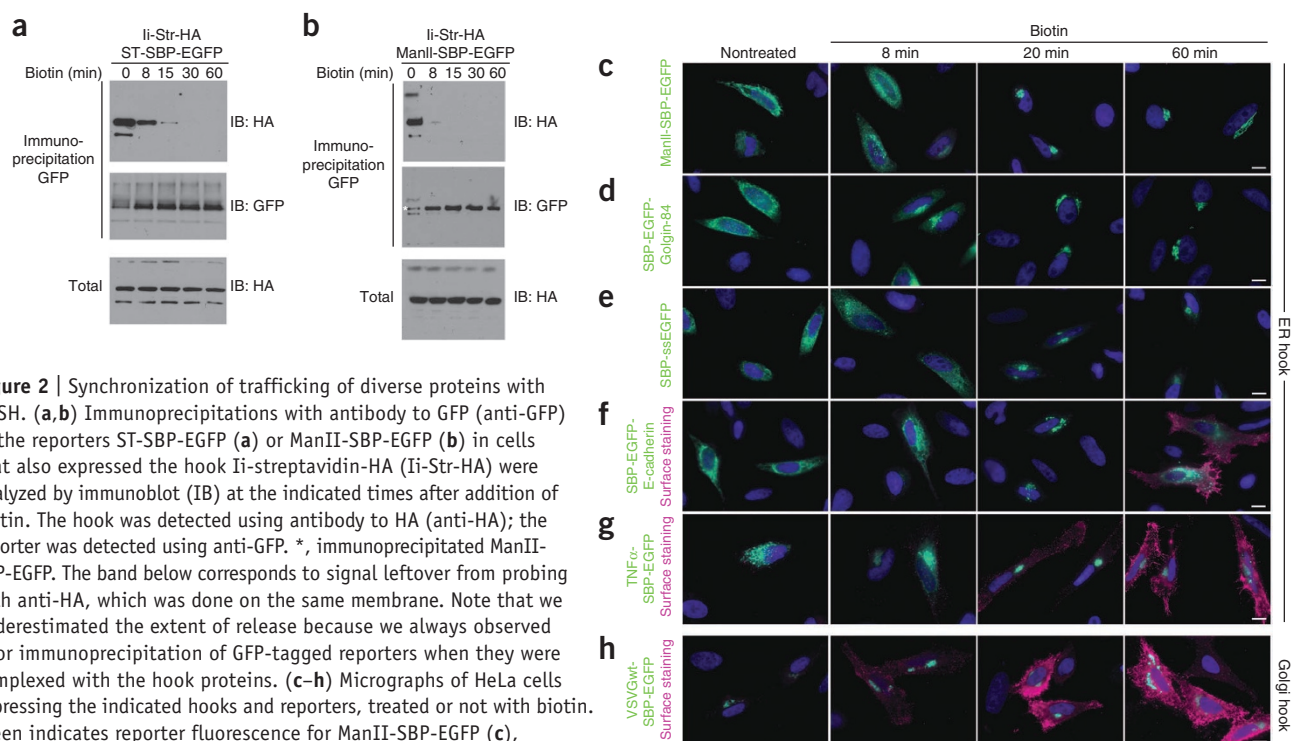 a
Ii-Str-HA
ST-SBP-EGFP
Biotin (min) 0 8 15 30 60
IB: HA
Immuno-
precipitation
GFP
IB: GFP
Total
IB: HA
b
Ii-Str-HA
ManII-SBP-EGFP
Biotin (min) 0 8 15 30 60
IB: HA
Immuno-
precipitation
GFP
*
IB: GFP
Total
IB: HA
Biotin
Nontreated 8 min 20 min 60 min
c
ManII-SBP-EGFP
d
SBP-EGFP-
Golgin-84
e
SBP-ssEGFP
f
SBP-EGFP-
E-cadherin
Surface staining
g
TNFα-
SBP-EGFP
Surface staining
h
VSVGwt-
SBP-EGFP
Surface staining
ER hook
Golgi hook
ure 2 | Synchronization of trafficking of diverse proteins with
SH. (a,b) Immunoprecipitations with antibody to GFP (anti-GFP)
the reporters ST-SBP-EGFP (a) or ManII-SBP-EGFP (b) in cells
at also expressed the hook Ii-streptavidin-HA (Ii-Str-HA) were
alyzed by immunoblot (IB) at the indicated times after addition of
tin. The hook was detected using antibody to HA (anti-HA); the
orter was detected using anti-GFP. *, immunoprecipitated ManII-
P-EGFP. The band below corresponds to signal leftover from probing
th anti-HA, which was done on the same membrane. Note that we
derestimated the extent of release because we always observed
or immunoprecipitation of GFP-tagged reporters when they were
mplexed with the hook proteins. (c–h) Micrographs of HeLa cells
pressing the indicated hooks and reporters, treated or not with biotin.
een indicates reporter fluorescence for ManII-SBP-EGFP (c),